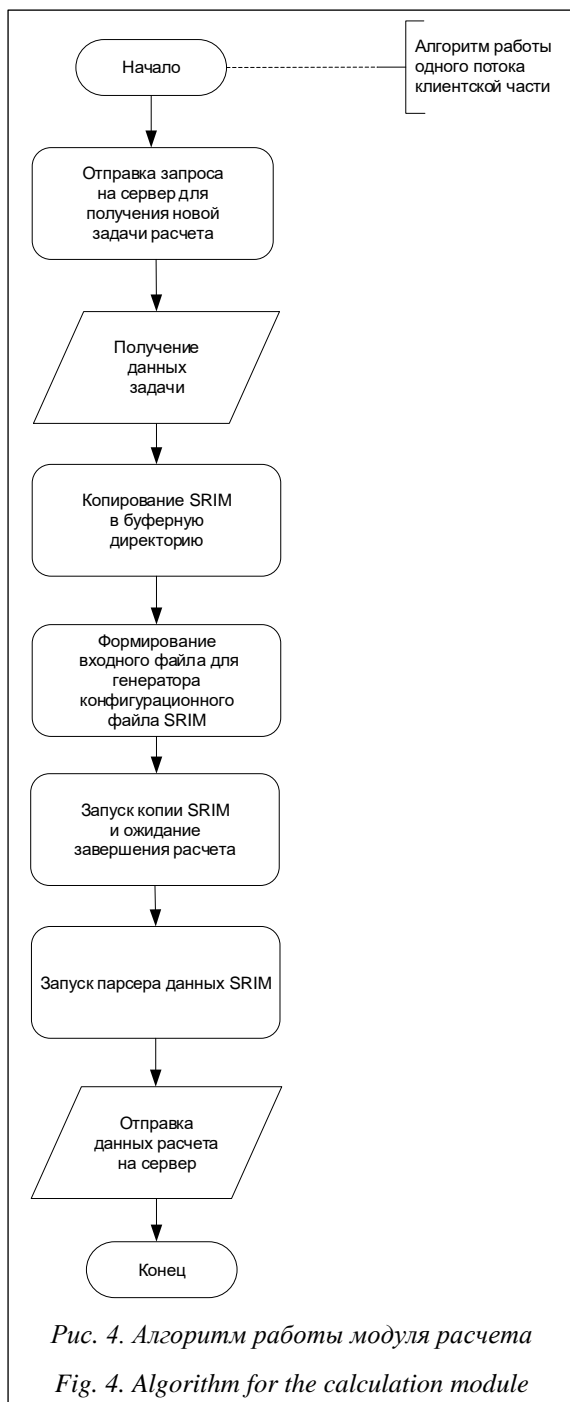 Начало
Алгоритм работы
одного потока
клиентской части
Отправка запроса
на сервер для
получения новой
задачи расчета
Получение
данных
задачи
Копирование SRIM
в буферную
директорию
Формирование
входного файла для
генератора
конфигурационного
файла SRIM
Запуск копии SRIM
и ожидание
завершения расчета
Запуск парсера данных SRIM
Отправка
данных расчета
на сервер
Конец
Рис. 4. Алгоритм работы модуля расчета
Fig. 4. Algorithm for the calculation module